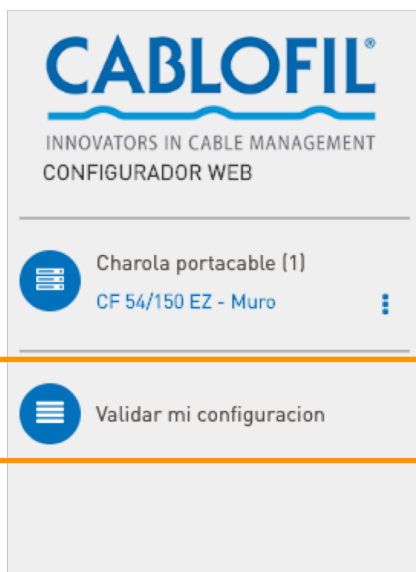 CABLOFIL®
INNOVATORS IN CABLE MANAGEMENT
CONFIGURADOR WEB
Charola portacable (1)
CF 54/150 EZ - Muro
Validar mi configuracion